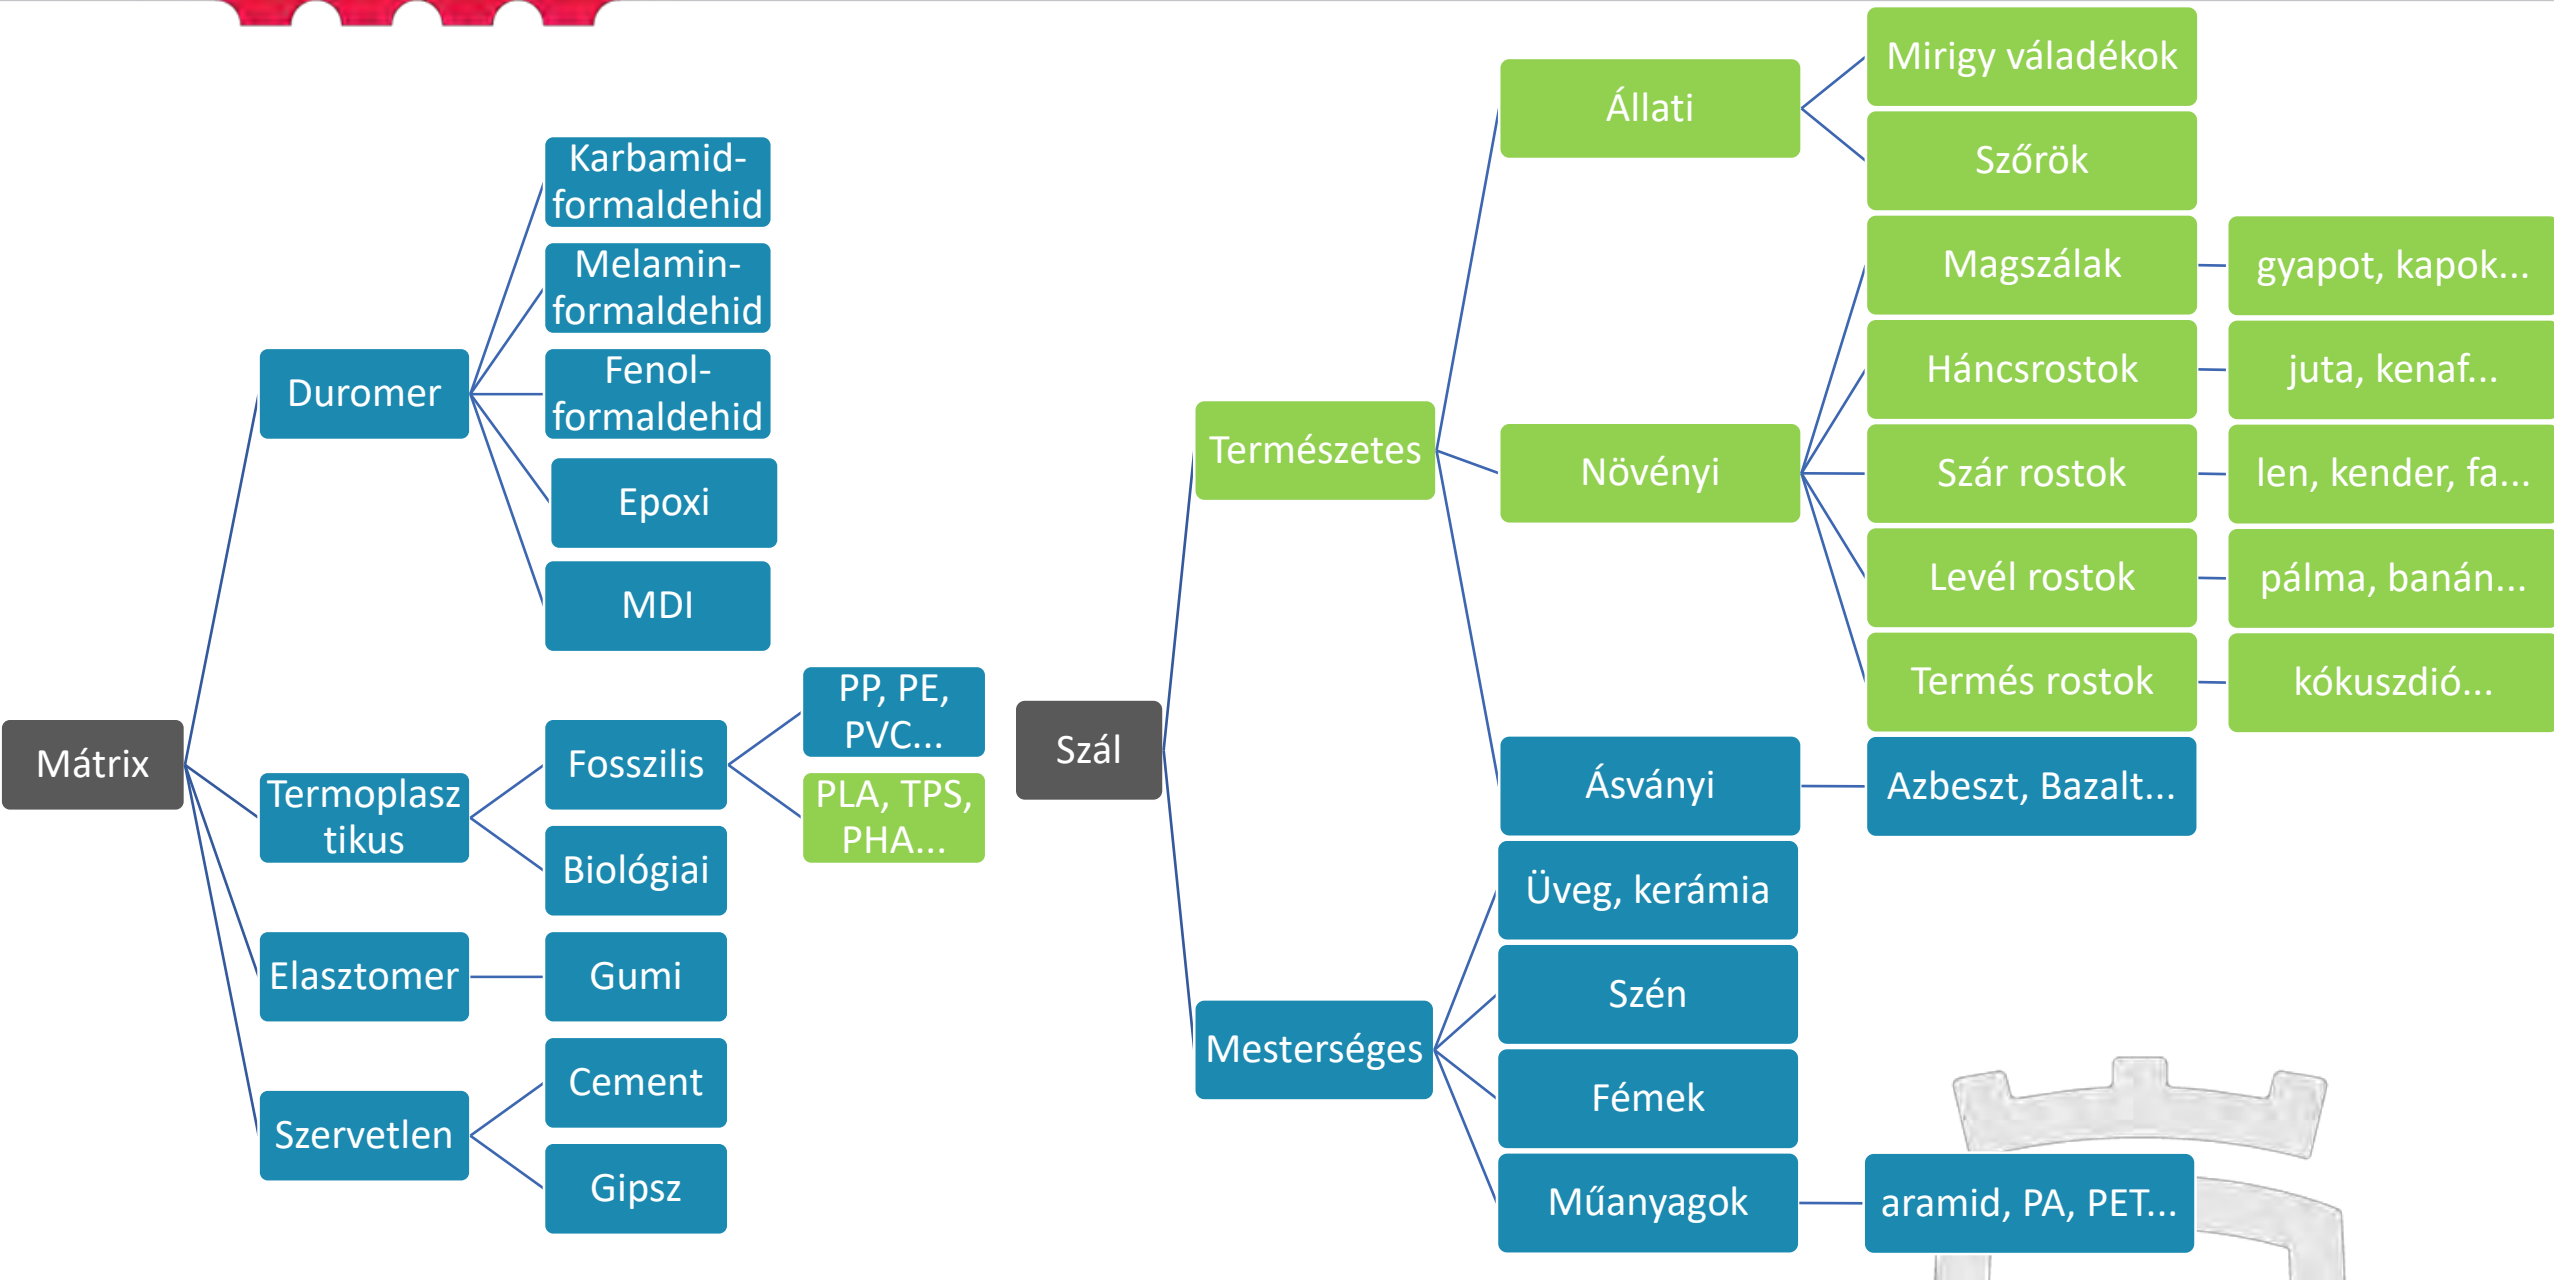 Mátrix
Duromer
Karbamid-
formaldehid
Melamin-
formaldehid
Fenol-
formaldehid
Epoxi
MDI
Termoplasz
tikus
Fosszilis
PP, PE,
PVC...
PLA, TPS,
PHA...
Biológiai
Elasztomer
Gumi
Szervetlen
Cement
Gipsz
Szál
Természetes
Állati
Mirigy váladékok
Szőrök
Növényi
Magszálak
gyapot, kapok...
Háncsrostok
juta, kenaf...
Szár rostok
len, kender, fa...
Levél rostok
pálma, banán...
Termés rostok
kókuszdió...
Ásványi
Azbeszt, Bazalt...
Mesterséges
Üveg, kerámia
Szén
Fémek
Műanyagok
aramid, PA, PET...